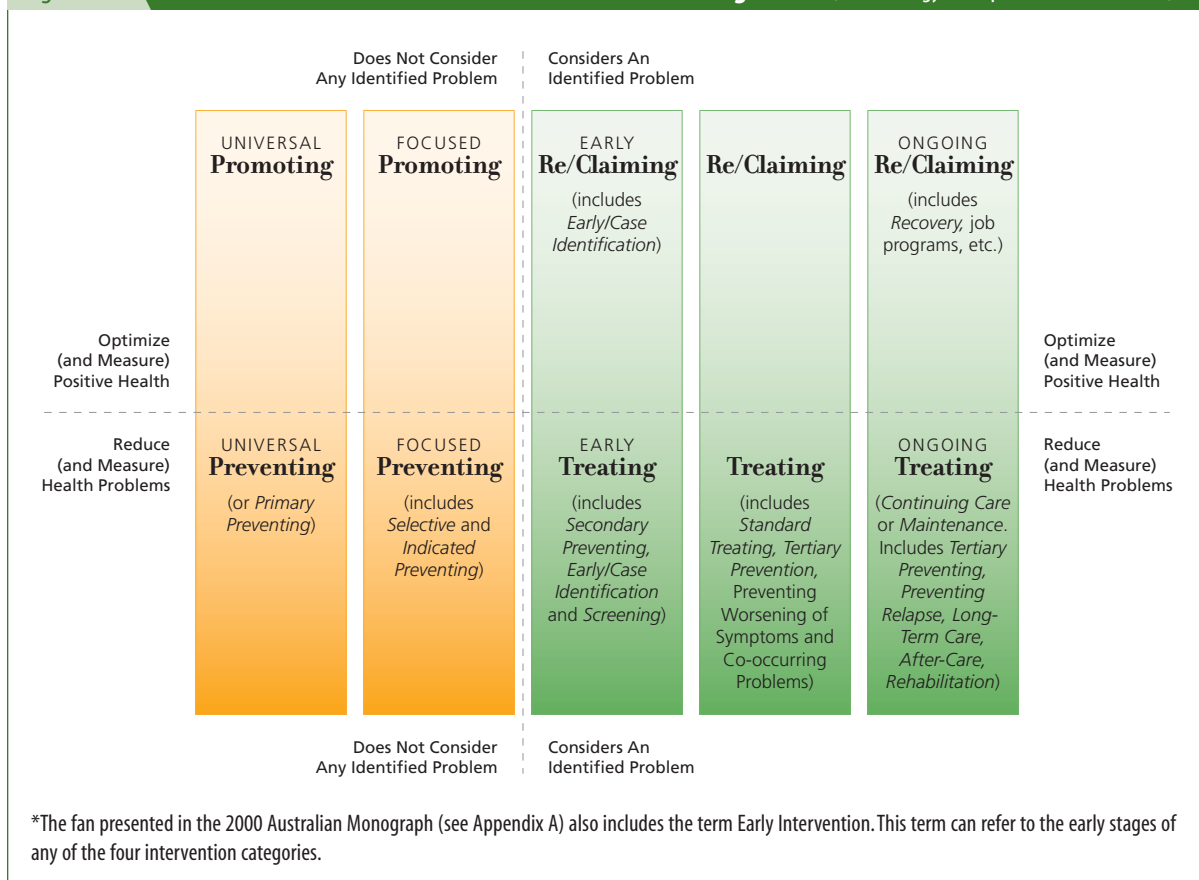 Does Not Consider
Any Identified Problem
Considers An
Identified Problem
UNIVERSAL
Promoting
FOCUSED
Promoting
EARLY
Re/Claiming
(includes
Early/Case
Identification)
Re/Claiming
ONGOING
Re/Claiming
(includes
Recovery, job
programs, etc.)
Optimize
(and Measure)
Positive Health
Optimize
(and Measure)
Positive Health
Reduce
(and Measure)
Health Problems
UNIVERSAL
Preventing
(or Primary
Preventing)
FOCUSED
Preventing
(includes
Selective and
Indicated
Preventing)
EARLY
Treating
(includes
Secondary
Preventing,
Early/Case
Identification
and Screening)
Treating
(includes
Standard
Treating, Tertiary
Prevention,
Preventing
Worsening of
Symptoms and
Co-occurring
Problems)
ONGOING
Treating
(Continuing Care
or Maintenance.
Includes Tertiary
Preventing,
Preventing
Relapse, Long-
Term Care,
After-Care,
Rehabilitation)
Reduce
(and Measure)
Health Problems
Does Not Consider
Any Identified Problem
Considers An
Identified Problem
*The fan presented in the 2000 Australian Monograph (see Appendix A) also includes the term Early Intervention. This term can refer to the early stages of
any of the four intervention categories.